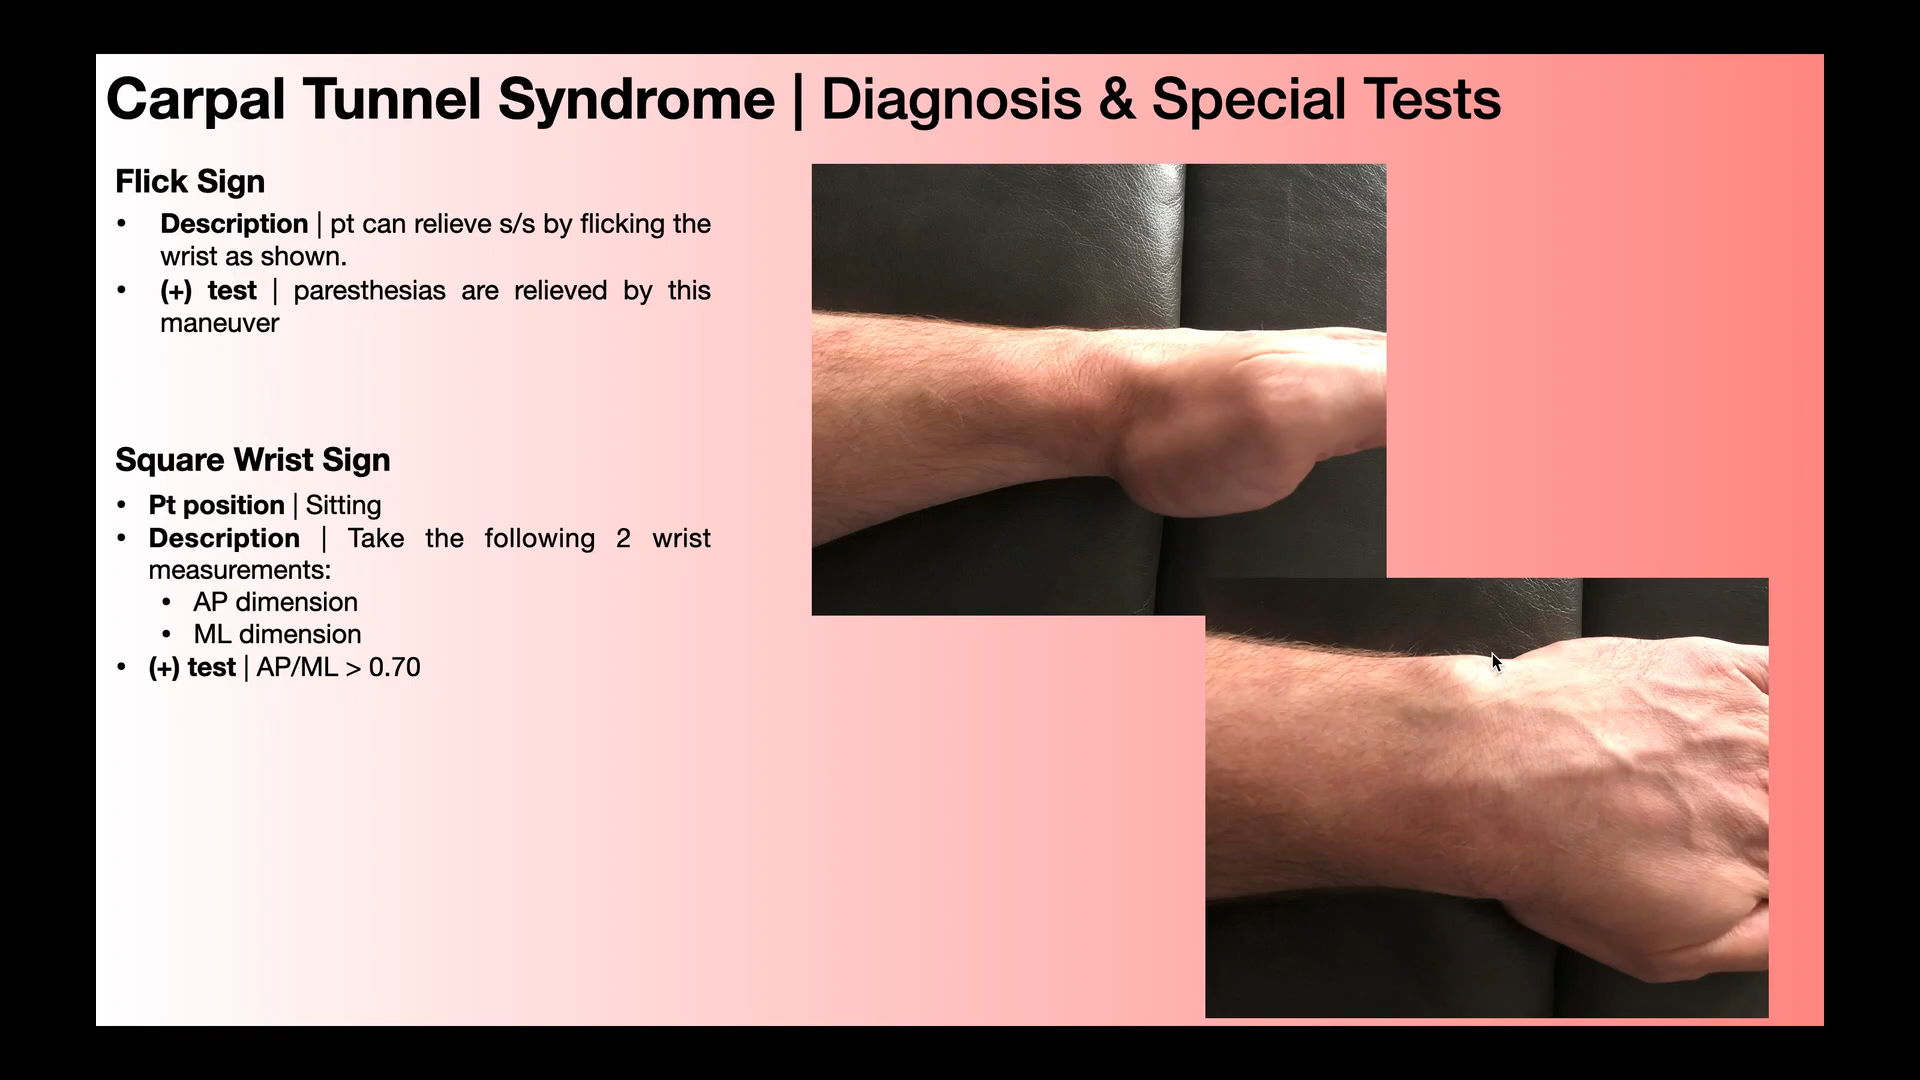 Carpal Tunnel Syndrome | Diagnosis & Special Tests
Flick Sign
• Description | pt can relieve s/s by flicking the
wrist as shown.
• (+) test | paresthesias are relieved by this
maneuver
Square Wrist Sign
• Pt position | Sitting
• Description | Take the following 2 wrist
measurements:
• AP dimension
• ML dimension
• (+) test | AP/ML > 0.70